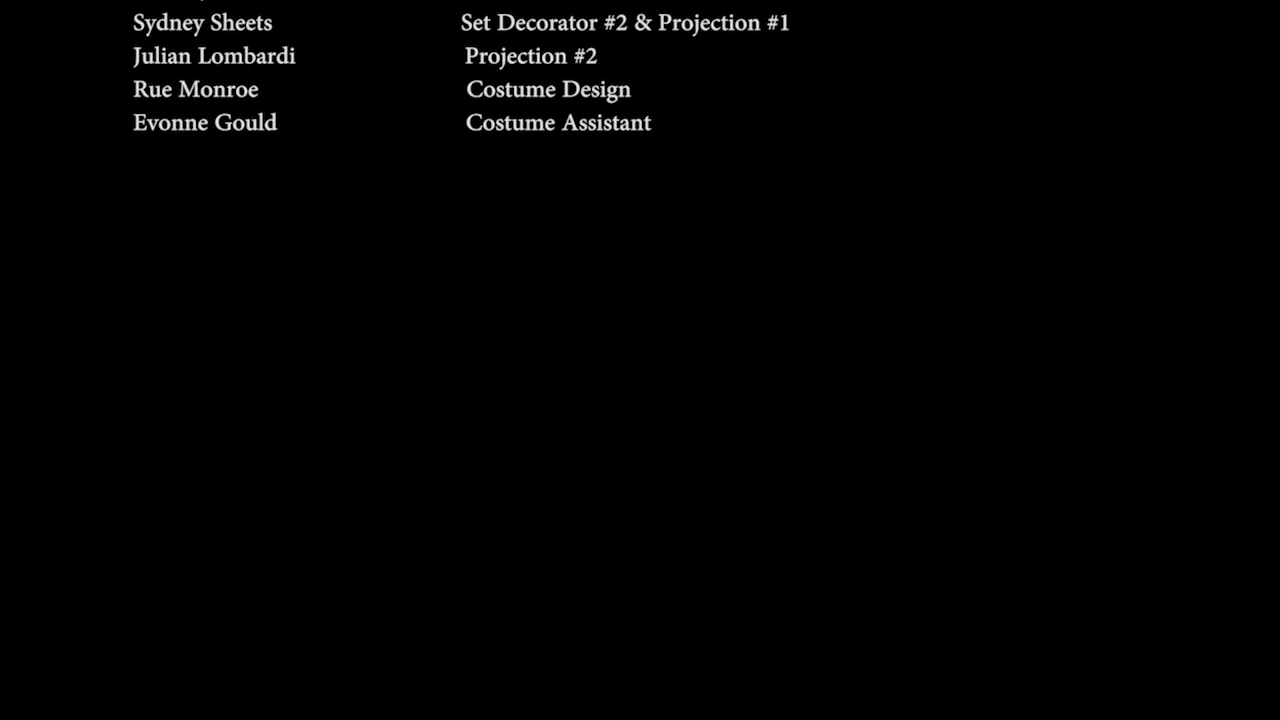 Sydney Sheets Set Decorator #2 & Projection #1
Julian Lombardi Projection #2
Rue Monroe Costume Design
Evonne Gould Costume Assistant